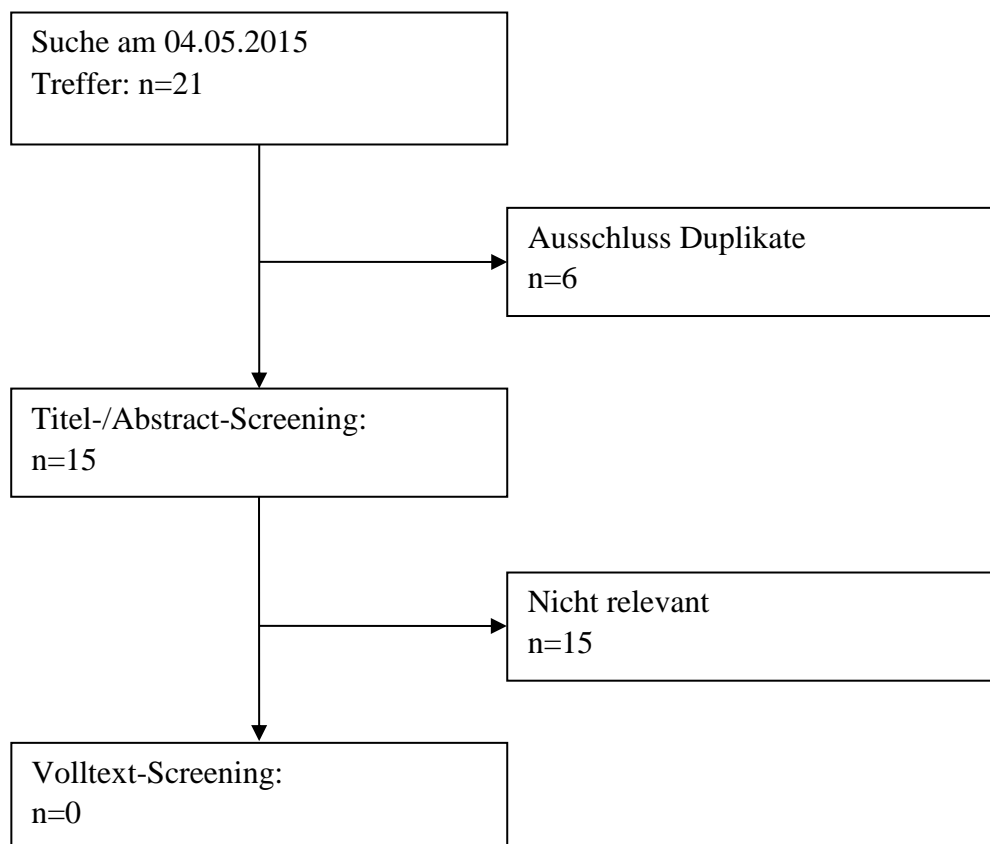 Suche am 04.05.2015
Treffer: n=21
Ausschluss Duplikate
n=6
Titel-/Abstract-Screening:
n=15
Nicht relevant
n=15
Volltext-Screening:
n=0